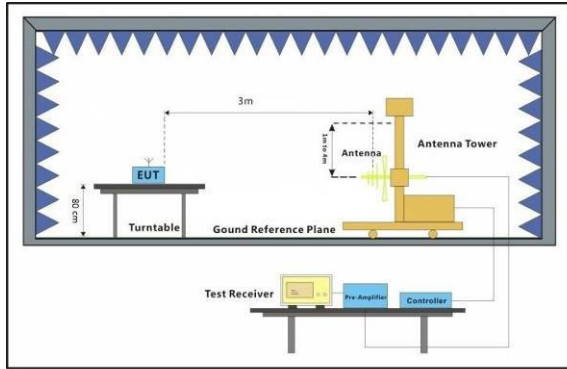 3m
1m to 4m
Antenna
Antenna Tower
EUT
80 cm
Turntable
Gound Reference Plane
Test Receiver
Pre-Amplifier
Controller